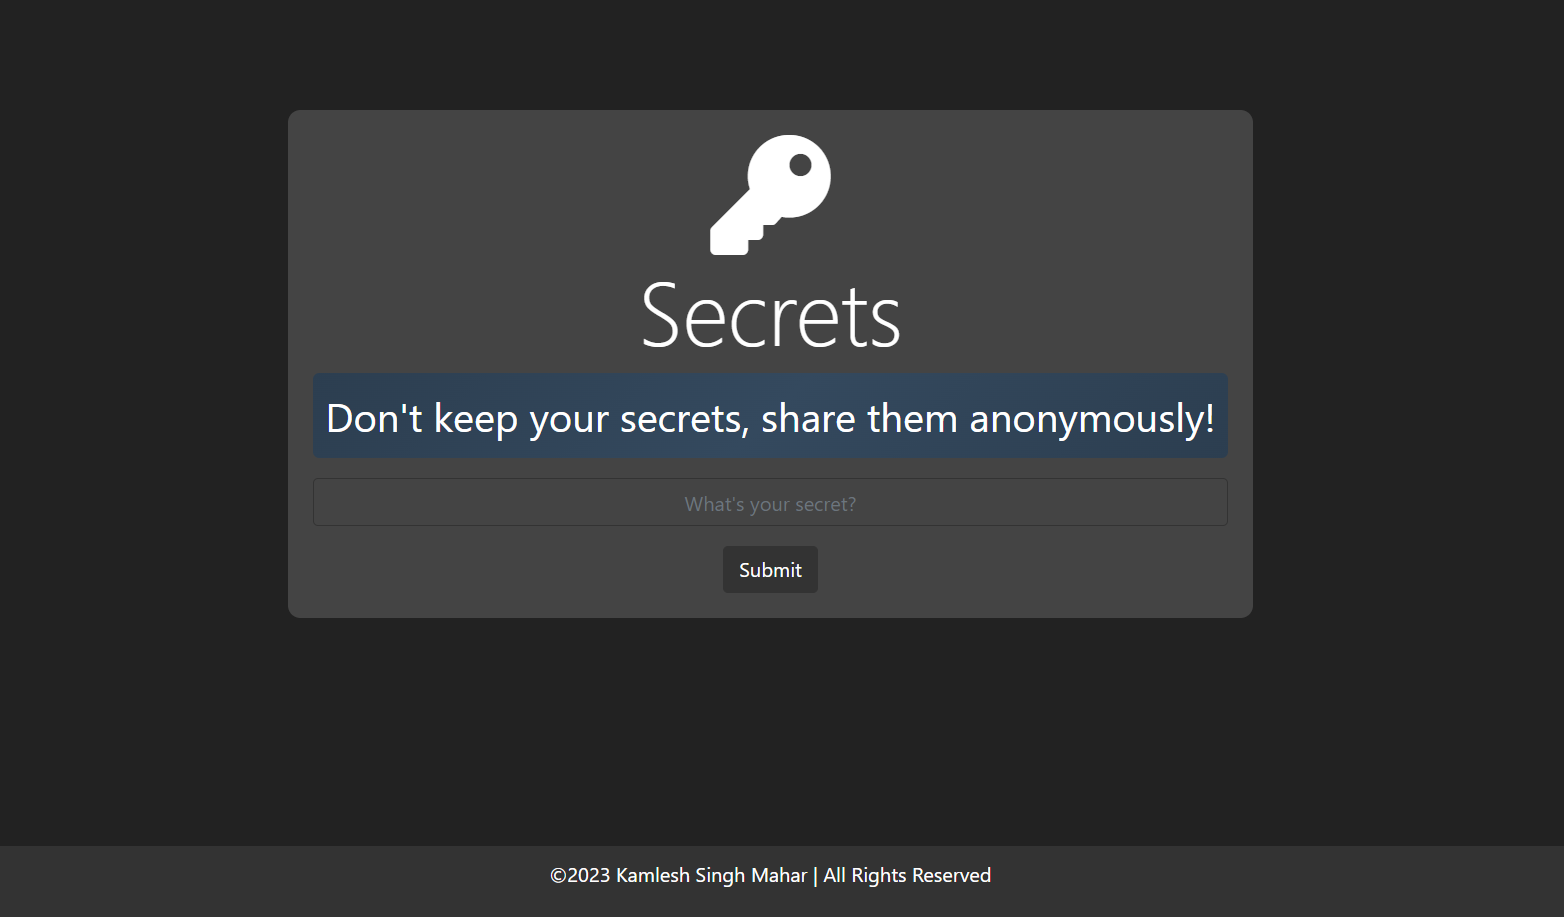 Secrets
Don't keep your secrets, share them anonymously!
What's your secret?
Submit
©2023 Kamlesh Singh Mahar | All Rights Reserved